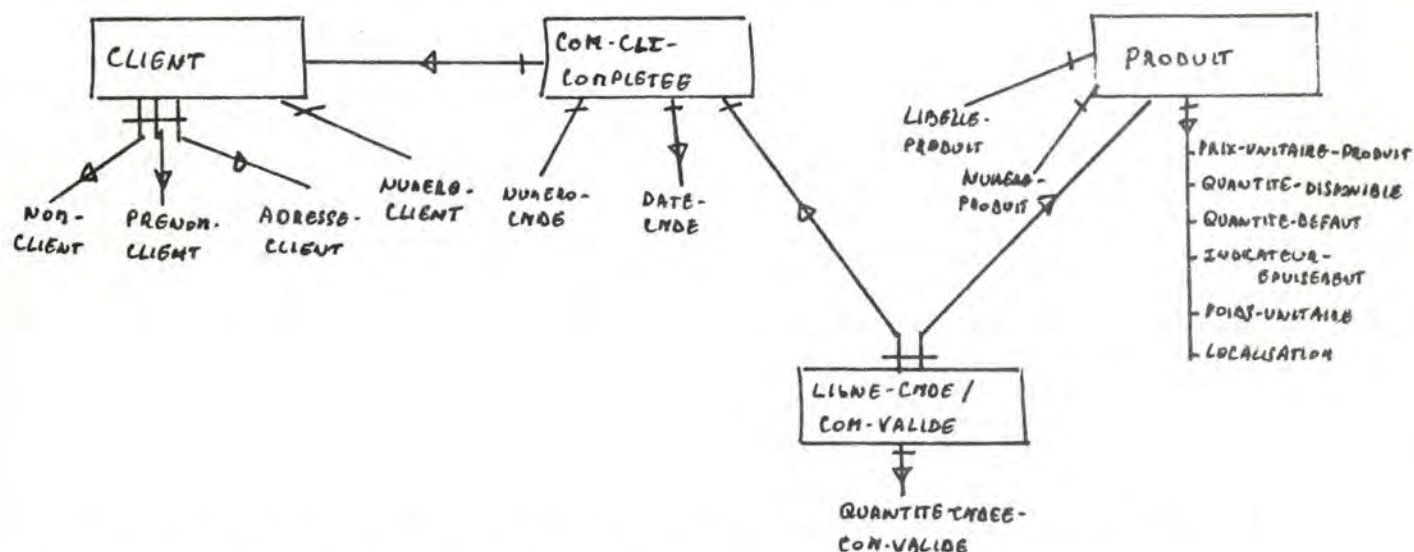 CLIENT
COM-CLI-
COMPLETEE
PRODUIT
LIBELLE-
PRODUIT
NUMERO-
PRODUIT
NOM-
CLIENT
PRENOM-
CLIENT
ADRESSE-
CLIENT
NUMERO-
CLIENT
NUMERO-
CMDE
DATE-
CMDE
PRIX-UNITAIRE-PRODUIT
QUANTITE-DISPONIBLE
QUANTITE-DEFAUT
INDICATEUR-
EPUISEMENT
POIDS-UNITAIRE
LOCALISATION
LIGNE-CMDE /
COM-VALIDE
QUANTITE-CMDEE-
COM-VALIDE